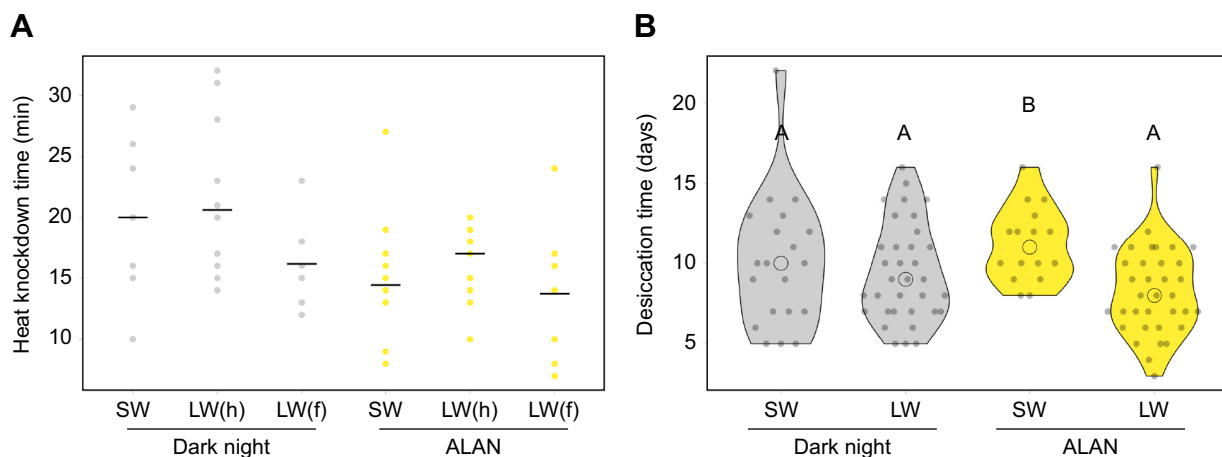 A
Heat knockdown time (min)
30
25
20
15
10
SW LW(h) LW(f) SW LW(h) LW(f)
Dark night ALAN
B
Desiccation time (days)
20
15
10
5
A A B A
SW LW SW LW
Dark night ALAN